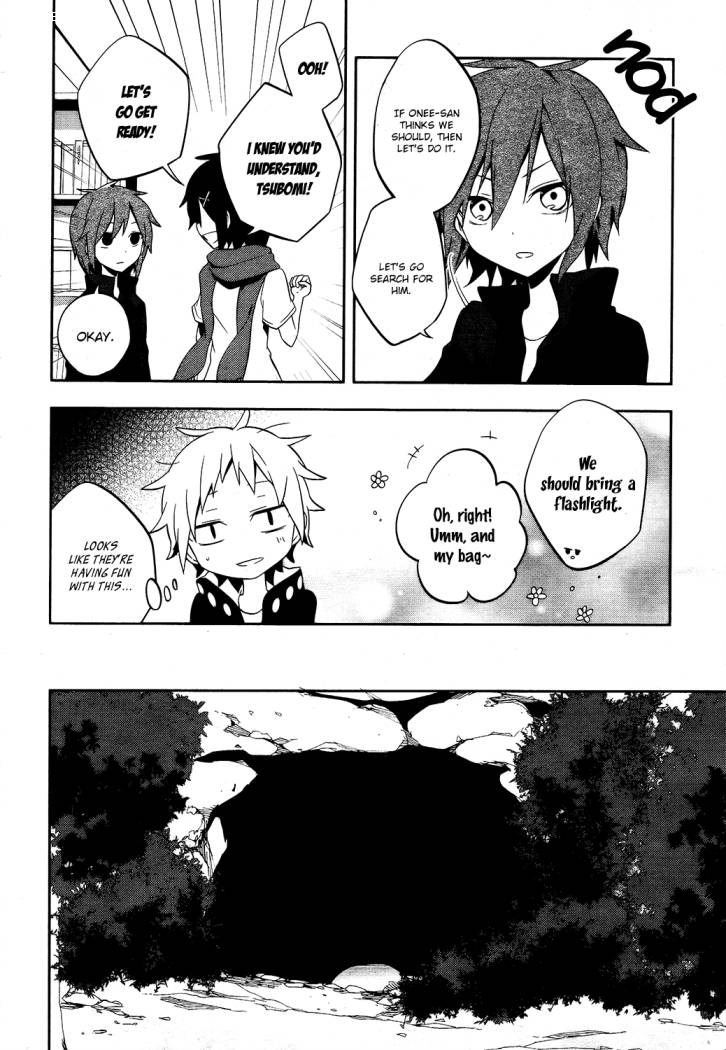 nod
IF ONEE-SAN
THINKS WE
SHOULD, THEN
LET'S DO IT.
LET'S GO
SEARCH FOR
HIM.
OOH!
I KNEW YOU'D
UNDERSTAND,
TSUBOMI!
LET'S
GO GET
READY!
OKAY.
We
should bring a
flashlight.
Oh, right!
Umm, and
my bag~
LOOKS
LIKE THEY'RE
HAVING FUN
WITH THIS...